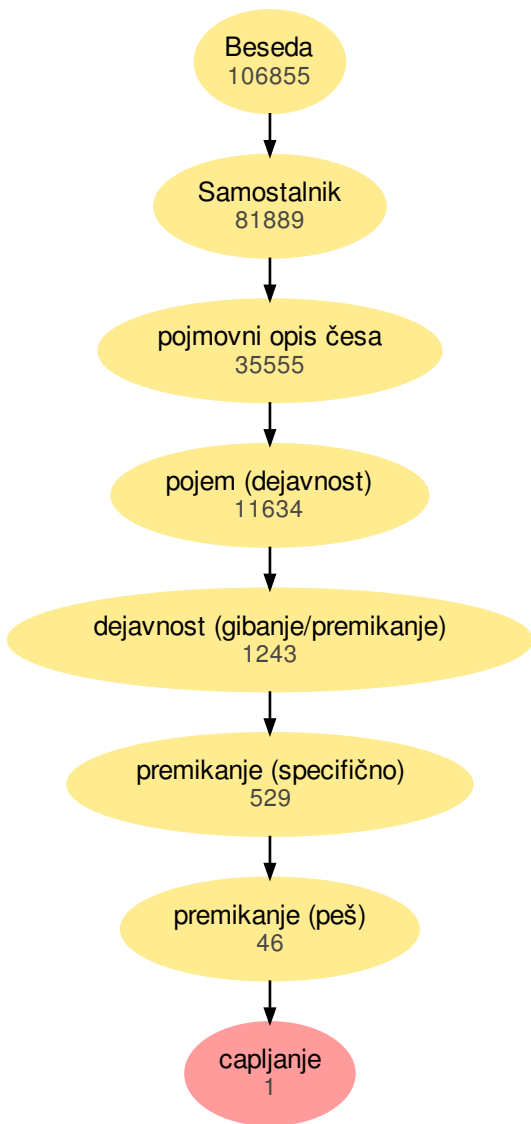 Beseda
106855
Samostalnik
81889
pojmovni opis česa
35555
pojem (dejavnost)
11634
dejavnost (gibanje/premikanje)
1243
premikanje (specifično)
529
premikanje (peš)
46
capljanje
1